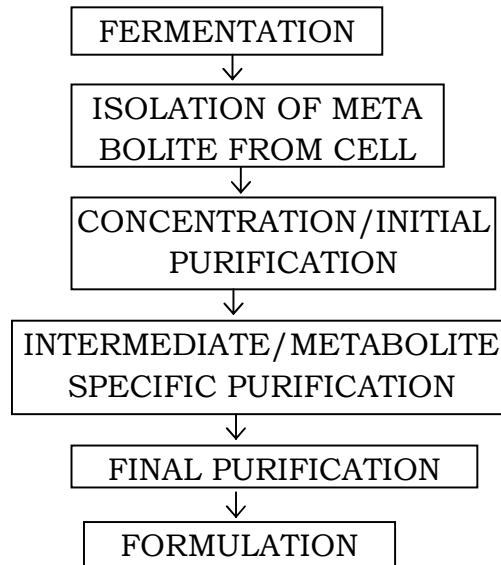 FERMENTATION
ISOLATION OF META
BOLITE FROM CELL
CONCENTRATION/INITIAL
PURIFICATION
INTERMEDIATE/METABOLITE
SPECIFIC PURIFICATION
FINAL PURIFICATION
FORMULATION